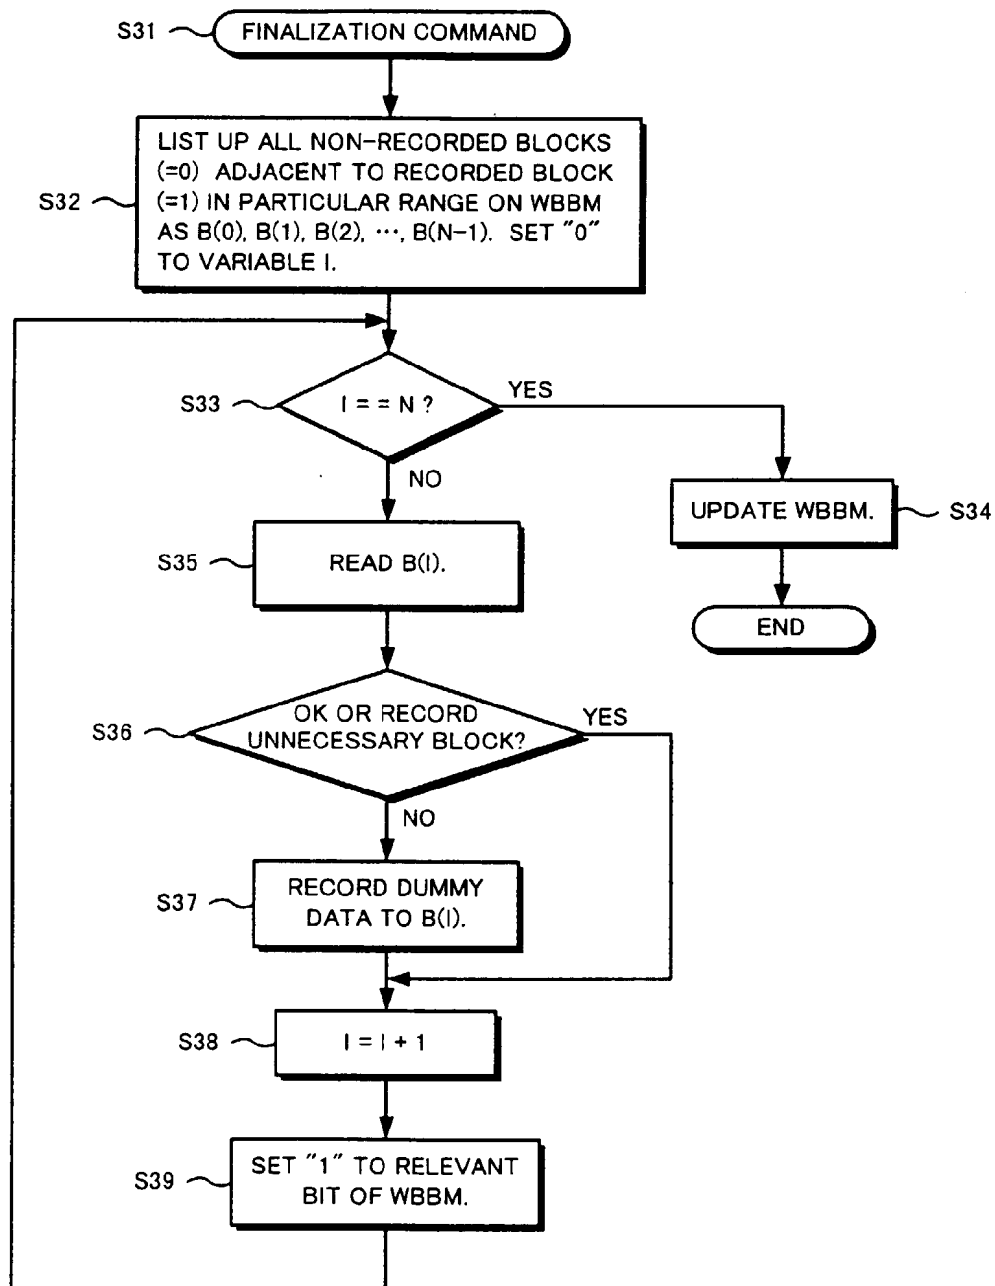 S31
FINALIZATION COMMAND
LIST UP ALL NON-RECORDED BLOCKS
(=0) ADJACENT TO RECORDED BLOCK
S32
(=1) IN PARTICULAR RANGE ON WBBM
AS B(0), B(1), B(2), ···, B(N-1). SET "0"
TO VARIABLE I.
S33
I = = N ?
YES
NO
UPDATE WBBM.
S34
S35
READ B(I).
END
S36
OK OR RECORD
UNNECESSARY BLOCK?
YES
NO
S37
RECORD DUMMY
DATA TO B(I).
S38
I = I + 1
S39
SET "1" TO RELEVANT
BIT OF WBBM.